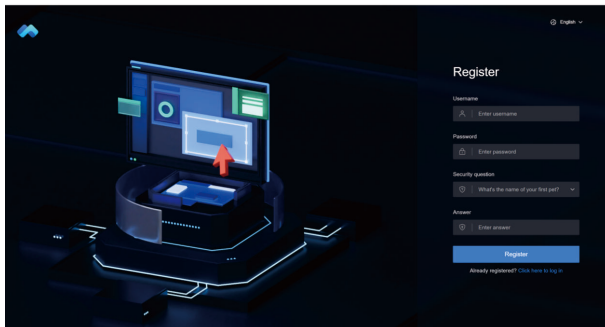 English
Register
Username
Enter username
Password
Enter password
Security question
What's the name of your first pet?
Answer
Enter answer
Register
Already registered? Click here to log in